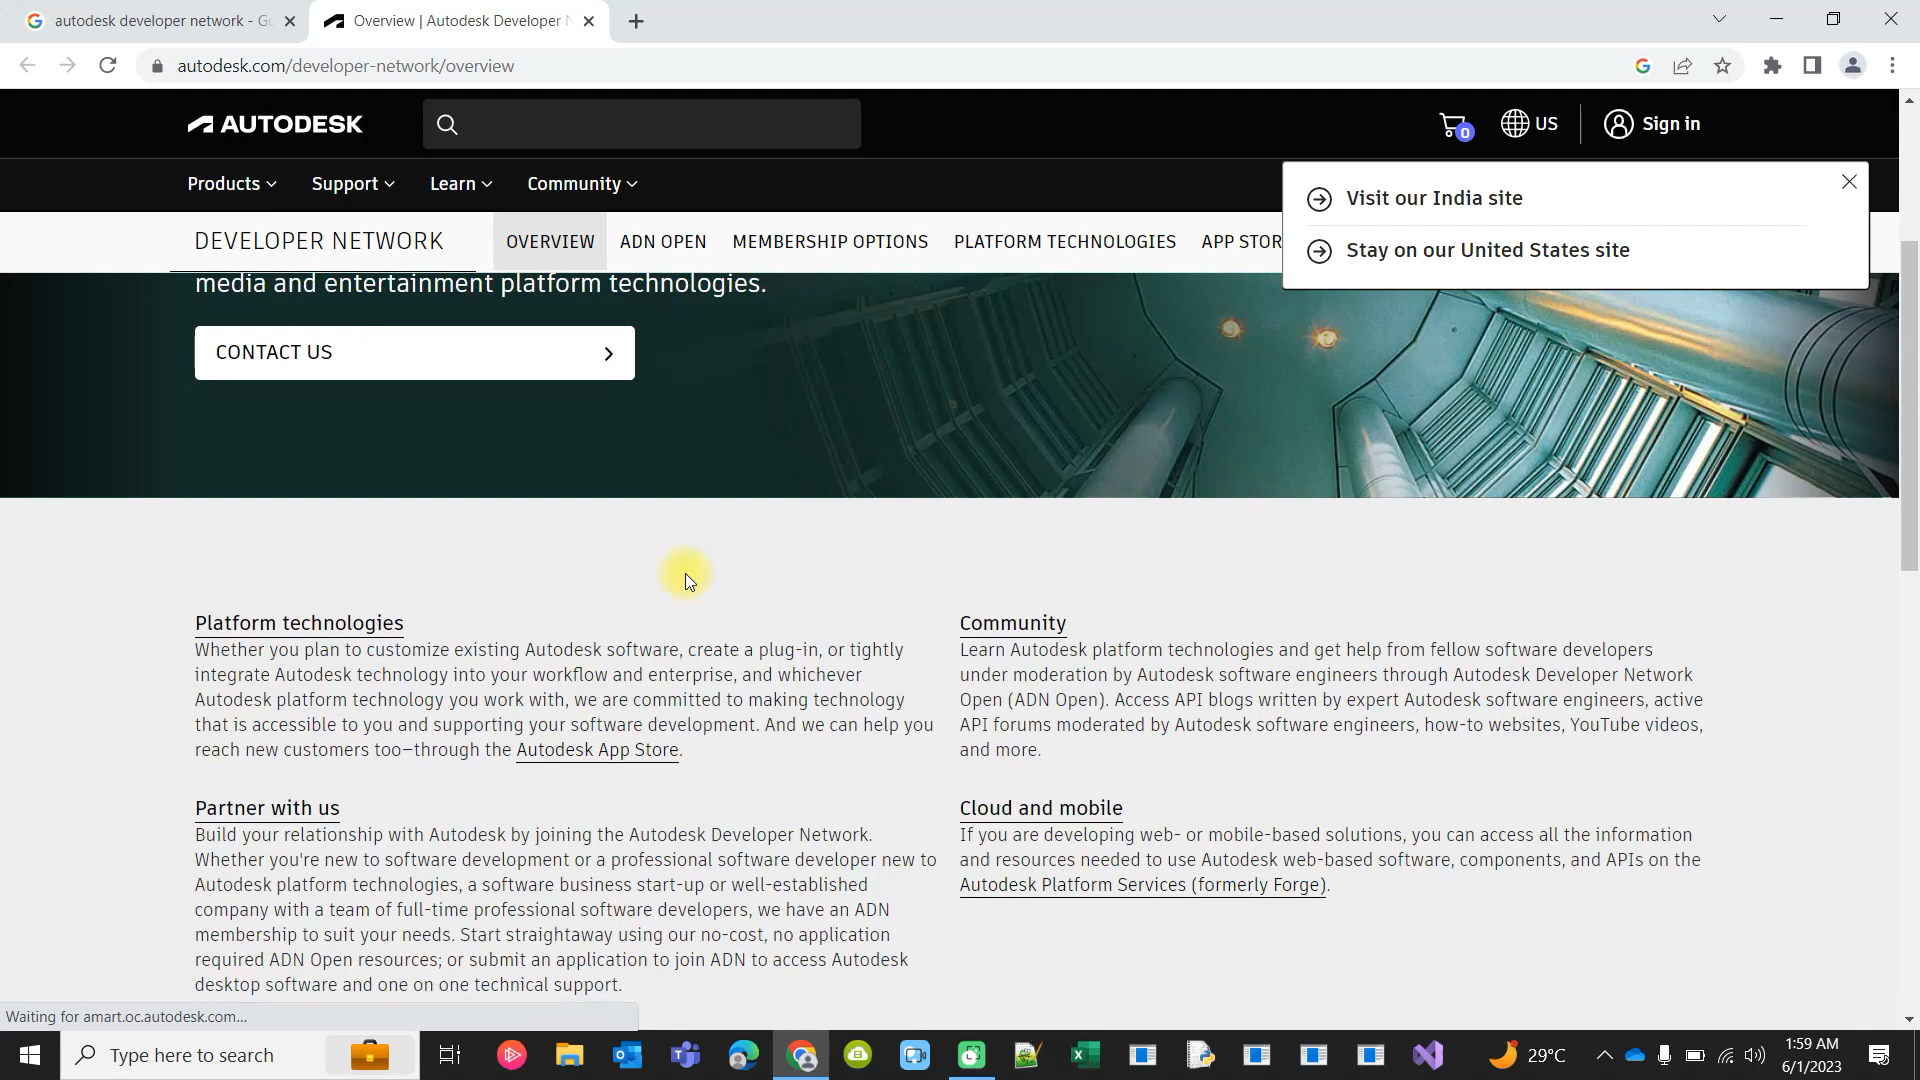 autodesk developer network - Go
Overview | Autodesk Developer N
autodesk.com/developer-network/overview
AUTODESK
0
US
Sign in
Products
Support
Learn
Community
Visit our India site
Stay on our United States site
DEVELOPER NETWORK
OVERVIEW
ADN OPEN
MEMBERSHIP OPTIONS
PLATFORM TECHNOLOGIES
APP STOR
media and entertainment platform technologies.
CONTACT US
Platform technologies
Whether you plan to customize existing Autodesk software, create a plug-in, or tightly
integrate Autodesk technology into your workflow and enterprise, and whichever
Autodesk platform technology you work with, we are committed to making technology
that is accessible to you and supporting your software development. And we can help you
reach new customers too–through the Autodesk App Store.
Community
Learn Autodesk platform technologies and get help from fellow software developers
under moderation by Autodesk software engineers through Autodesk Developer Network
Open (ADN Open). Access API blogs written by expert Autodesk software engineers, active
API forums moderated by Autodesk software engineers, how-to websites, YouTube videos,
and more.
Partner with us
Build your relationship with Autodesk by joining the Autodesk Developer Network.
Whether you're new to software development or a professional software developer new to
Autodesk platform technologies, a software business start-up or well-established
company with a team of full-time professional software developers, we have an ADN
membership to suit your needs. Start straightaway using our no-cost, no application
required ADN Open resources; or submit an application to join ADN to access Autodesk
desktop software and one on one technical support.
Cloud and mobile
If you are developing web- or mobile-based solutions, you can access all the information
and resources needed to use Autodesk web-based software, components, and APIs on the
Autodesk Platform Services (formerly Forge).
Waiting for amart.oc.autodesk.com...
Type here to search
29°C
1:59 AM
6/1/2023